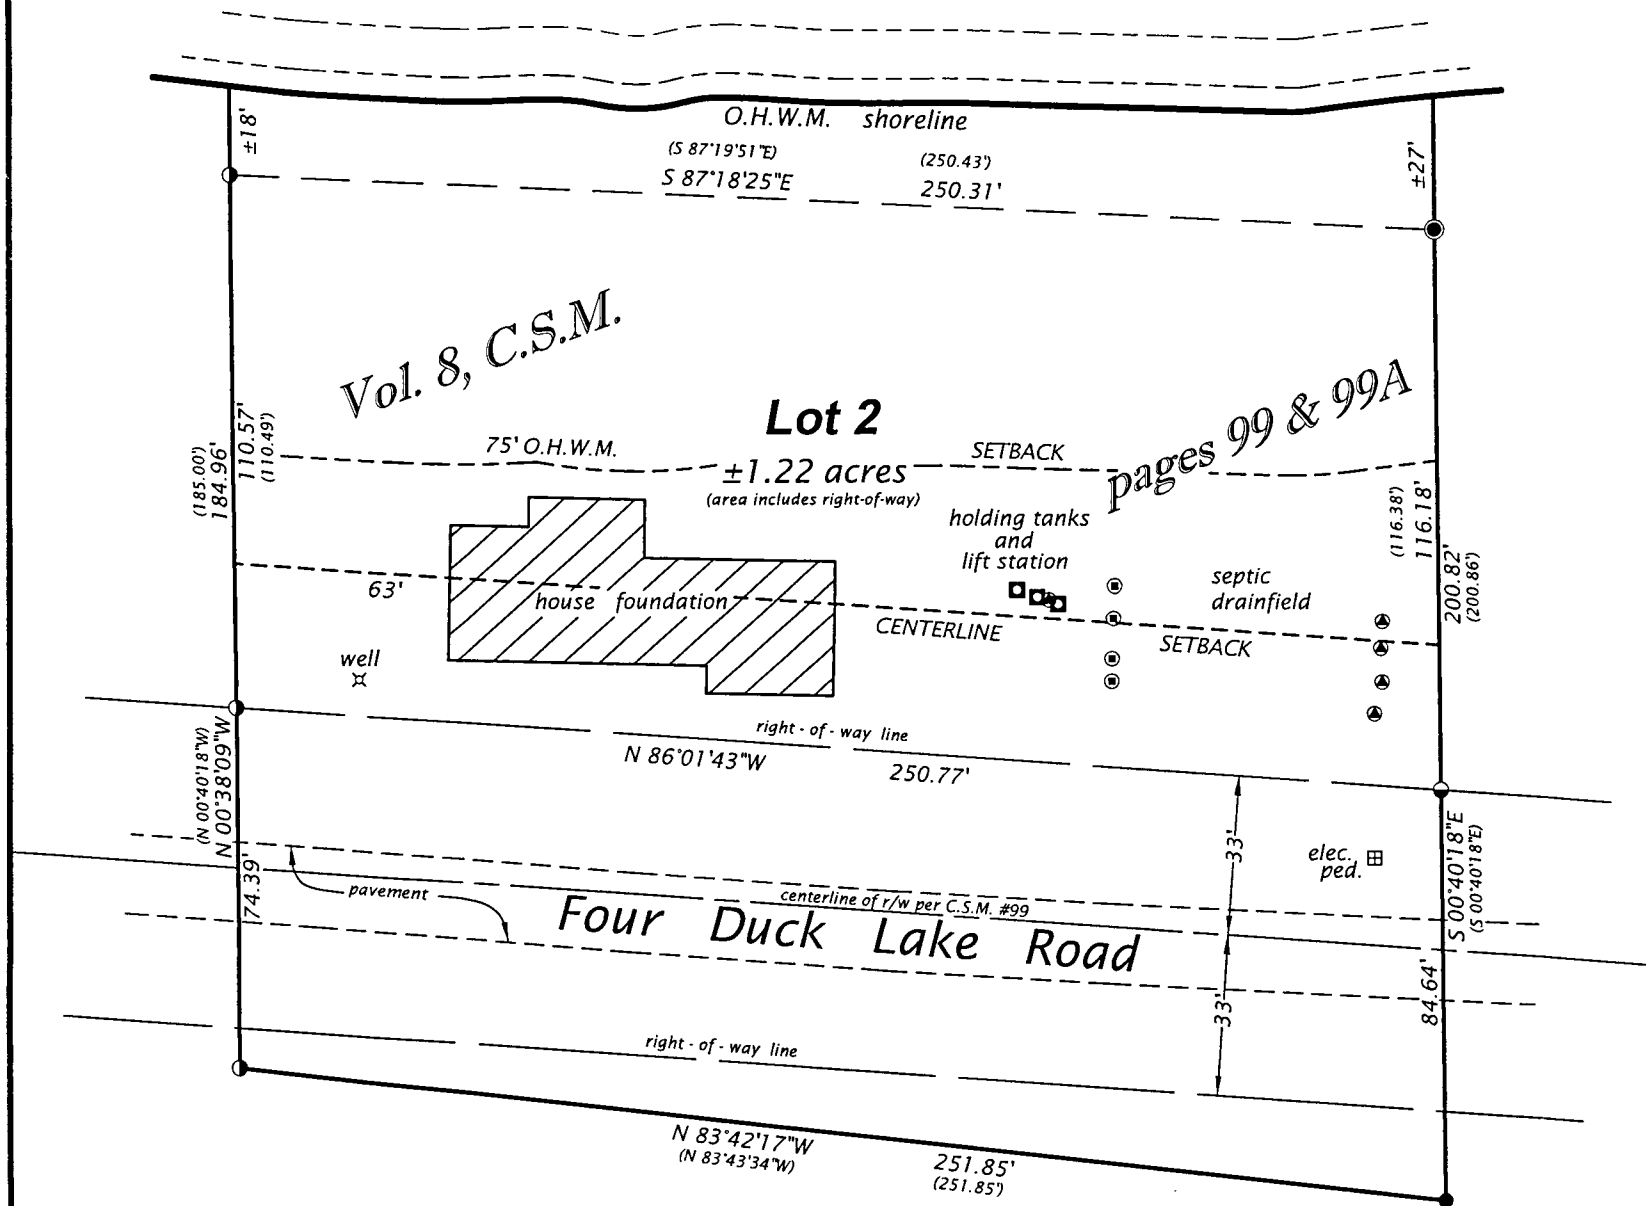 O.H.W.M. shoreline
±18'
±27'
(S 87°19'51"E) (250.43')
S 87°18'25"E 250.31'
Vol. 8, C.S.M.
pages 99 & 99A
Lot 2
75' O.H.W.M. SETBACK
±1.22 acres
(area includes right-of-way)
(185.00')
184.96'
110.57'
(110.49')
(116.38')
116.18'
200.82'
(200.86')
holding tanks
and
lift station
septic
drainfield
63'
house foundation
CENTERLINE SETBACK
well
right - of - way line
N 86°01'43"W 250.77'
(N 00°40'18"W)
N 00°38'09"W
74.39'
33'
elec.
ped.
S 00°40'18"E
(S 00°40'18"E)
pavement
centerline of r/w per C.S.M. #99
Four Duck Lake Road
33'
84.64'
right - of - way line
N 83°42'17"W 251.85'
(N 83°43'34"W) (251.85')